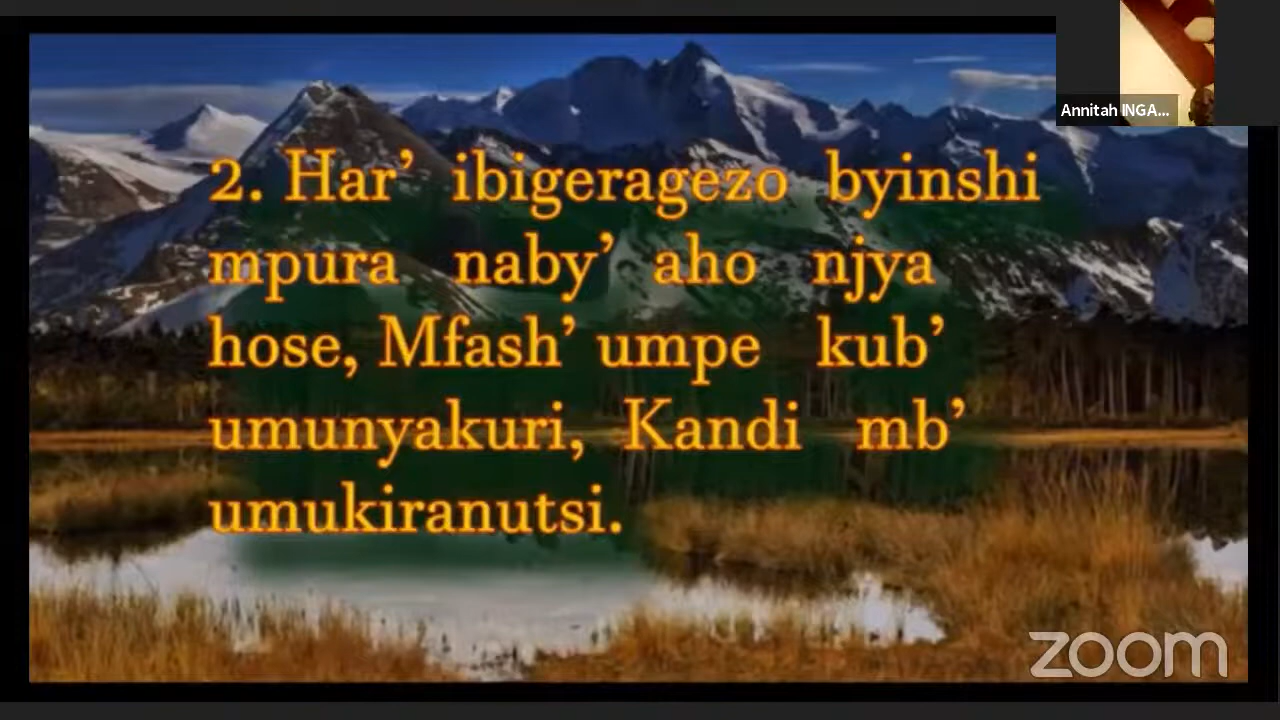 Annitah INGA...
2. Har’ ibigeragezo byinshi
mpura naby’ aho njya
hose, Mfash’ umpe kub’
umunyakuri, Kandi mb’
umukiranutsi.
zoom